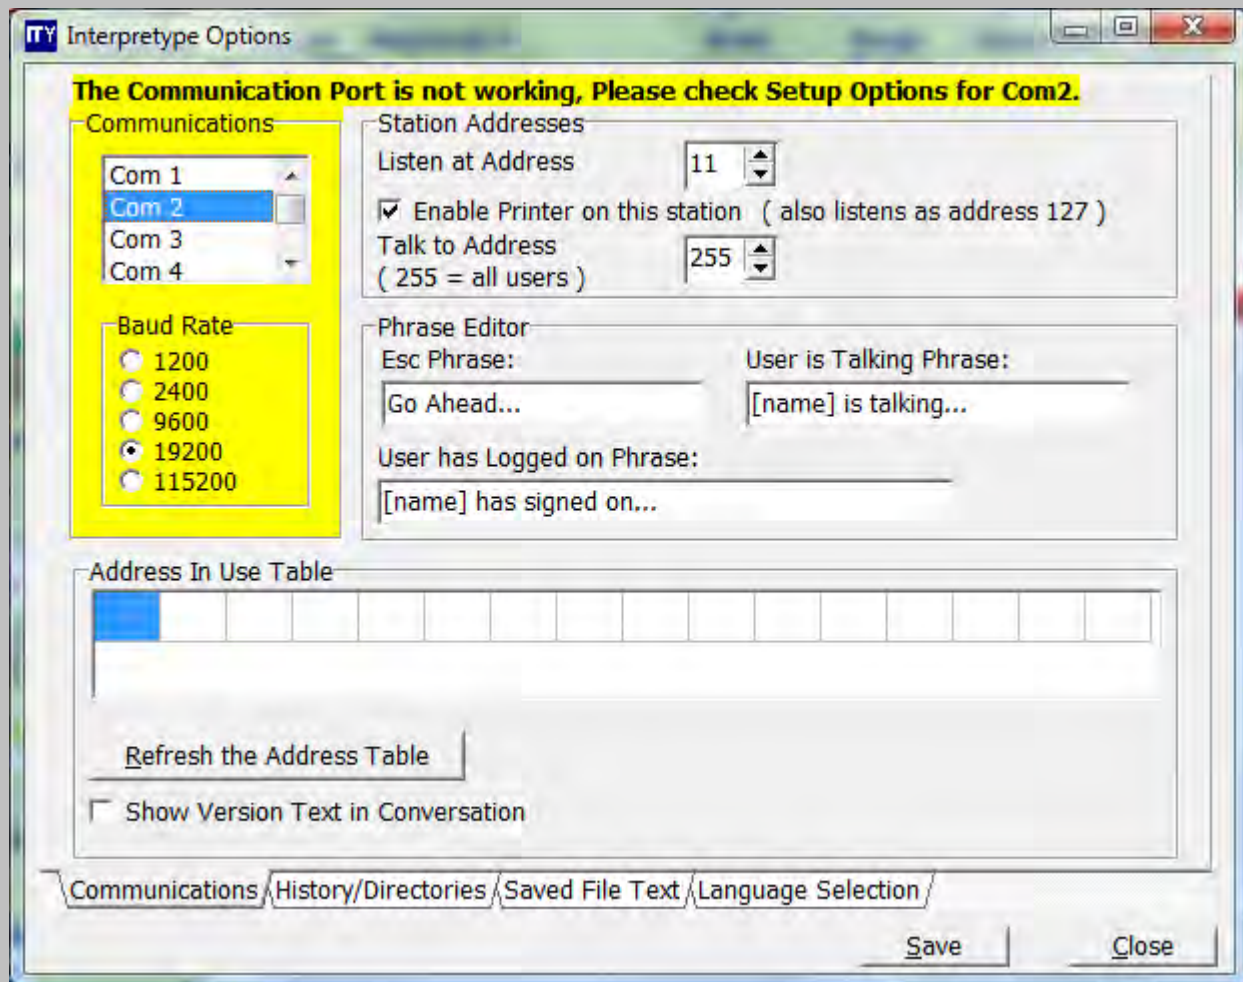 ITY Interpretype Options
The Communication Port is not working, Please check Setup Options for Com2.
Communications
Com 1
Com 2
Com 3
Com 4
Baud Rate
1200
2400
9600
19200
115200
Station Addresses
Listen at Address 11
Enable Printer on this station ( also listens as address 127 )
Talk to Address
( 255 = all users ) 255
Phrase Editor
Esc Phrase:
Go Ahead...
User is Talking Phrase:
[name] is talking...
User has Logged on Phrase:
[name] has signed on...
Address In Use Table
Refresh the Address Table
Show Version Text in Conversation
Communications History/Directories Saved File Text Language Selection
Save Close